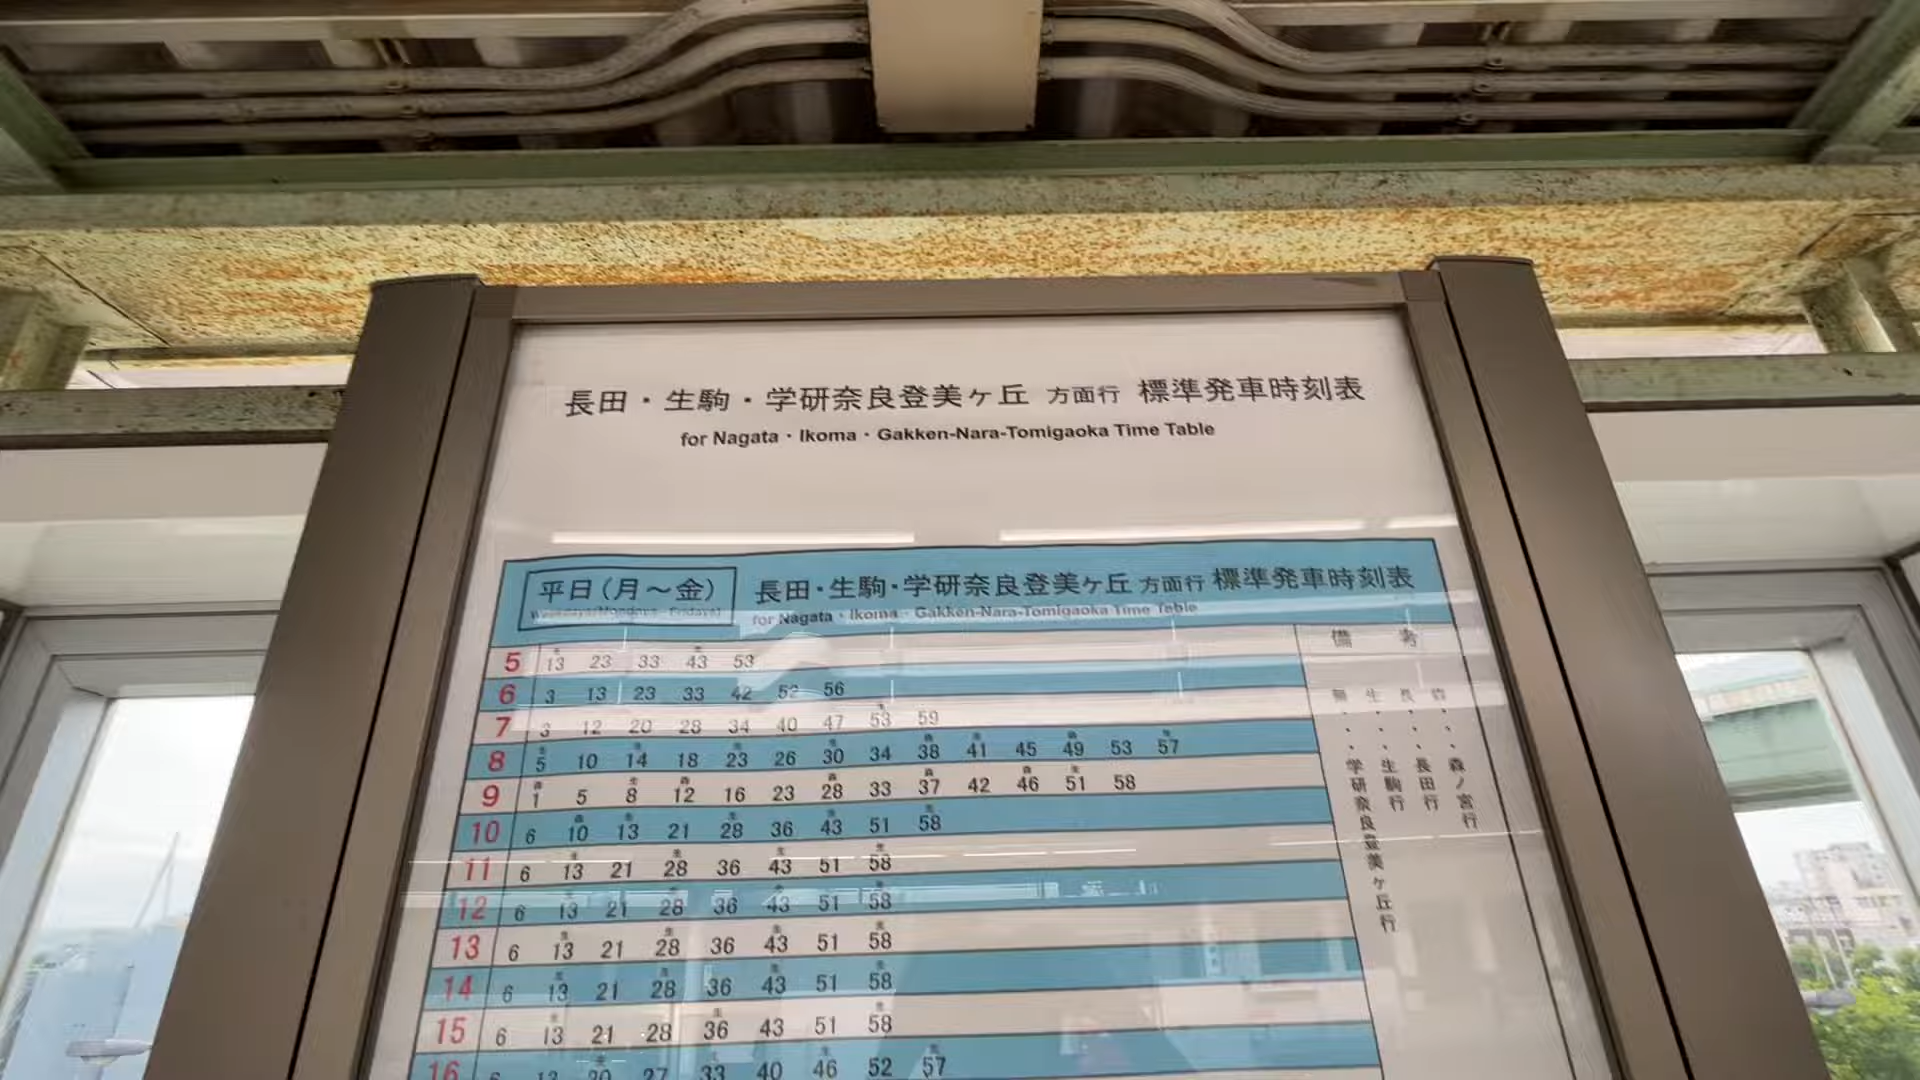 長田・生駒・学研奈良登美ヶ丘 方面行 標準発車時刻表
for Nagata・Ikoma・Gakken-Nara-Tomigaoka Time Table
平日(月～金) 長田・生駒・学研奈良登美ヶ丘 方面行 標準発車時刻表
Weekdays(Mondays - Fridays) for Nagata・Ikoma・Gakken-Nara-Tomigaoka Time Table
備 考
5 13 23 33 43 53
6 3 13 23 33 42 52 56
7 3 12 20 28 34 40 47 53 59
8 5 10 14 18 23 26 30 34 38 41 45 49 53 57
9 1 5 8 12 16 23 28 33 37 42 46 51 58
10 6 10 13 21 28 36 43 51 58
11 6 13 21 28 36 43 51 58
12 6 13 21 28 36 43 51 58
13 6 13 21 28 36 43 51 58
14 6 13 21 28 36 43 51 58
15 6 13 21 28 36 43 51 58
16 6 13 20 27 33 40 46 52 57
森・・森ノ宮行
長・・長田行
生・・生駒行
無・・学研奈良登美ヶ丘行